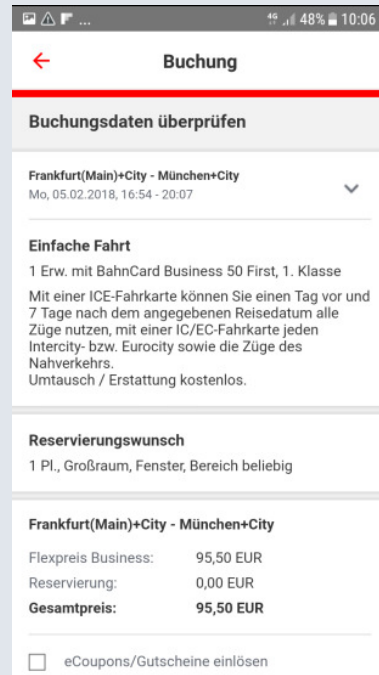 ... 4G 48% 10:06
Buchung
Buchungsdaten überprüfen
Frankfurt(Main)+City - München+City
Mo, 05.02.2018, 16:54 - 20:07
Einfache Fahrt
1 Erw. mit BahnCard Business 50 First, 1. Klasse
Mit einer ICE-Fahrkarte können Sie einen Tag vor und
7 Tage nach dem angegebenen Reisedatum alle
Züge nutzen, mit einer IC/EC-Fahrkarte jeden
Intercity- bzw. Eurocity sowie die Züge des
Nahverkehrs.
Umtausch / Erstattung kostenlos.
Reservierungswunsch
1 Pl., Großraum, Fenster, Bereich beliebig
Frankfurt(Main)+City - München+City
Flexpreis Business: 95,50 EUR
Reservierung: 0,00 EUR
Gesamtpreis: 95,50 EUR
eCoupons/Gutscheine einlösen